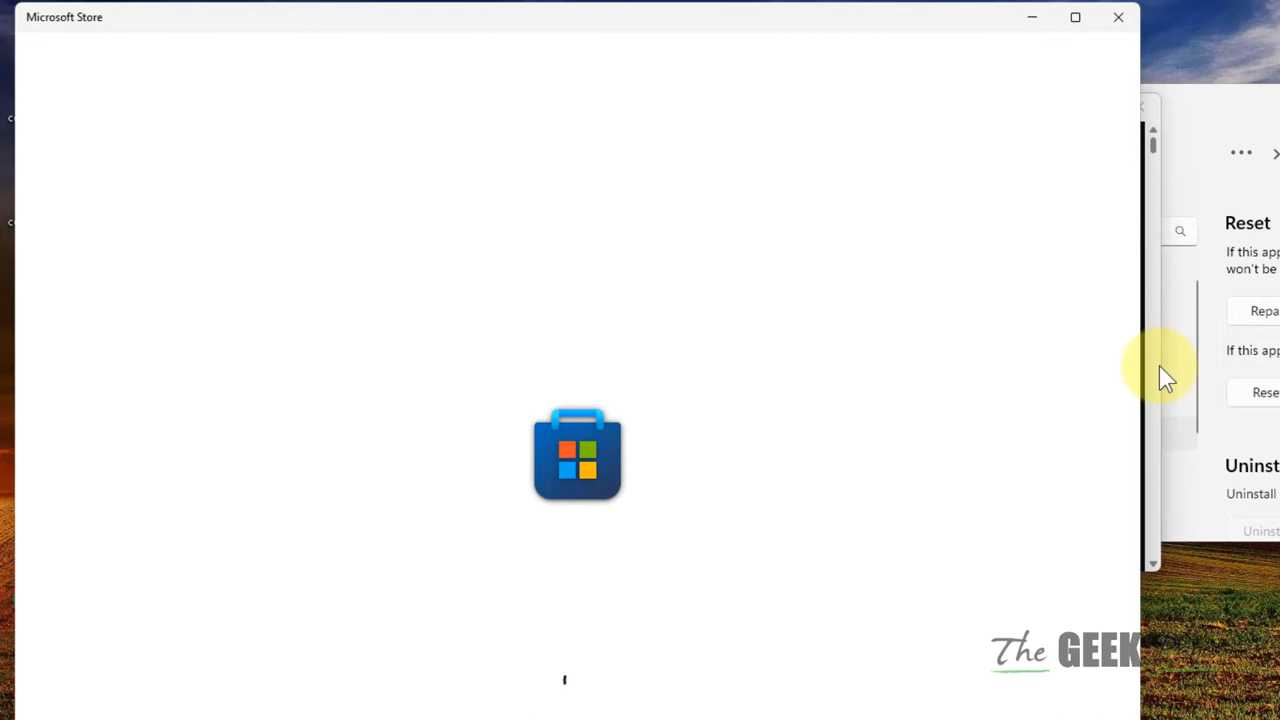 Microsoft Store
Reset
If this app
won't be
Repa
If this app
Rese
Uninst
Uninstall
Uninst
The GEEK